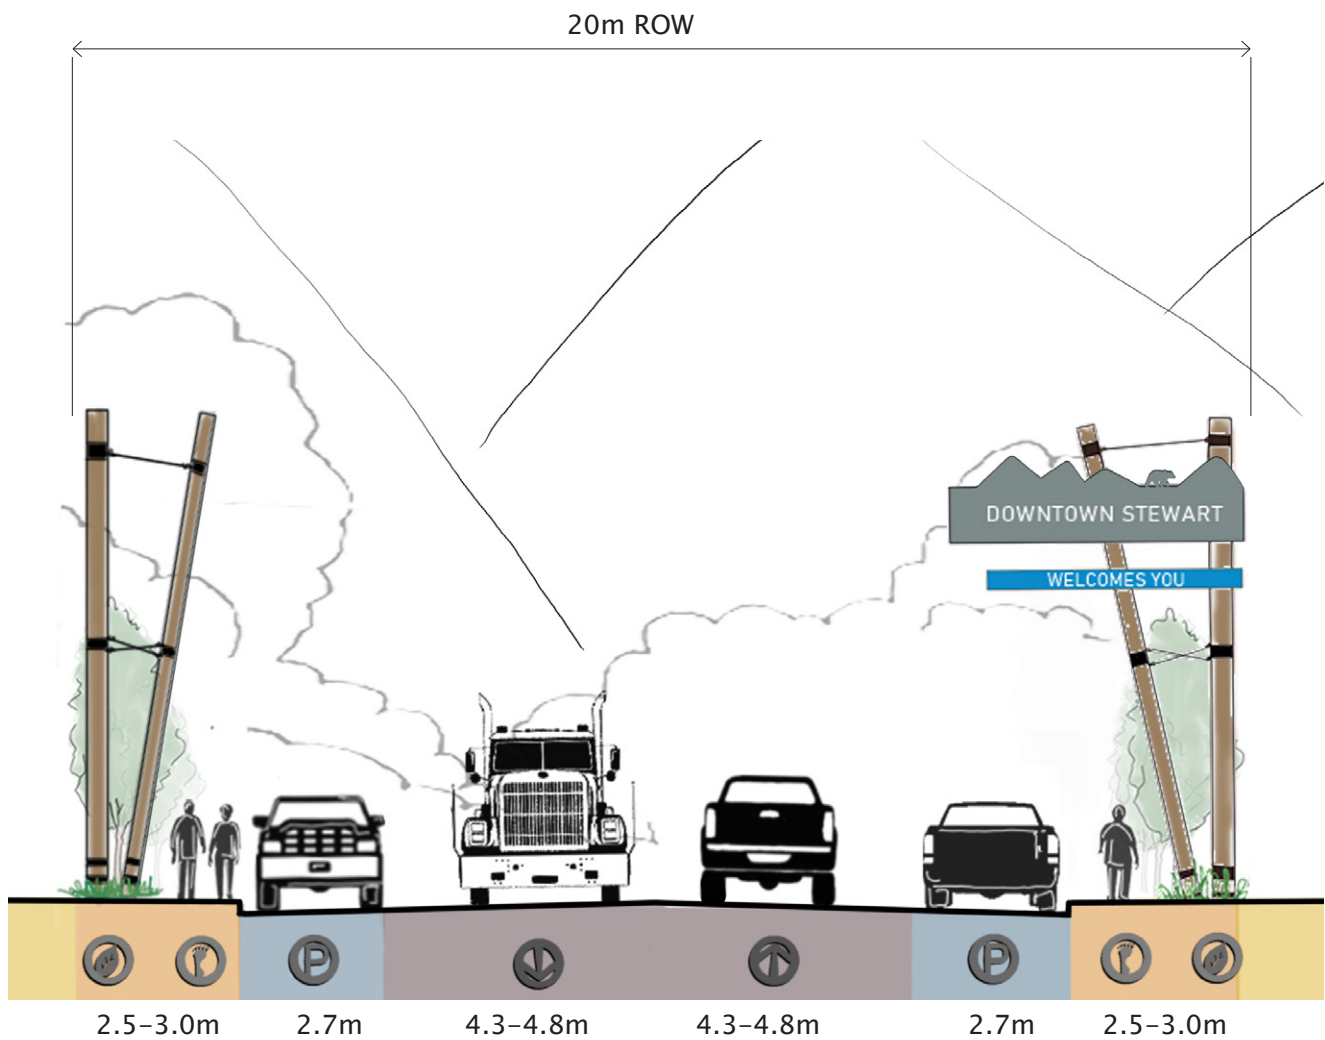 20m ROW
DOWNTOWN STEWART
WELCOMES YOU
P
P
2.5–3.0m
2.7m
4.3–4.8m
4.3–4.8m
2.7m
2.5–3.0m